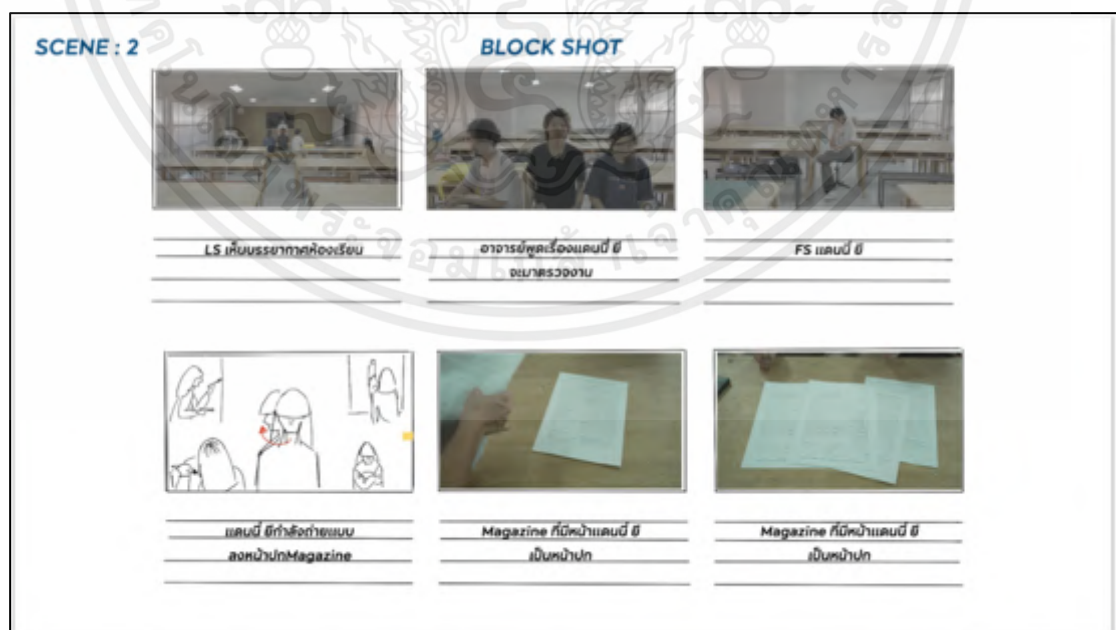 SCENE : 2
BLOCK SHOT
LS เห็นบรรยากาศห้องเรียน
อาจารย์พูดเรื่องแดนนี่ ยี
จะมาตรวจงาน
FS แดนนี่ ยี
แดนนี่ ยีกำลังถ่ายแบบ
ลงหน้าปกMagazine
Magazine ที่มีหน้าแดนนี่ ยี
เป็นหน้าปก
Magazine ที่มีหน้าแดนนี่ ยี
เป็นหน้าปก